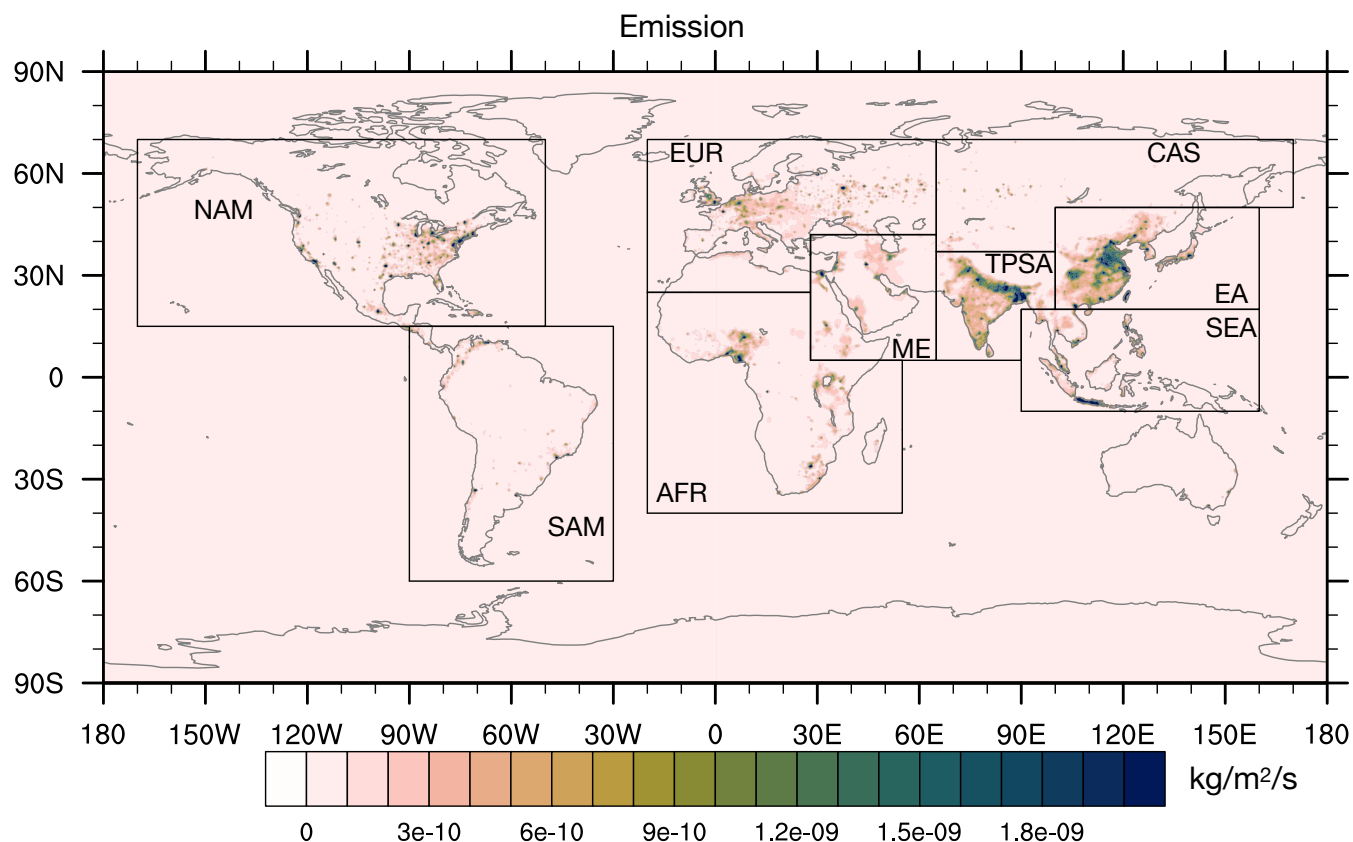 Emission
90N
60N
30N
0
30S
60S
90S
EUR
CAS
NAM
TPSA
EA
SEA
ME
AFR
SAM
180 150W 120W 90W 60W 30W 0 30E 60E 90E 120E 150E 180
kg/m²/s
0 3e-10 6e-10 9e-10 1.2e-09 1.5e-09 1.8e-09